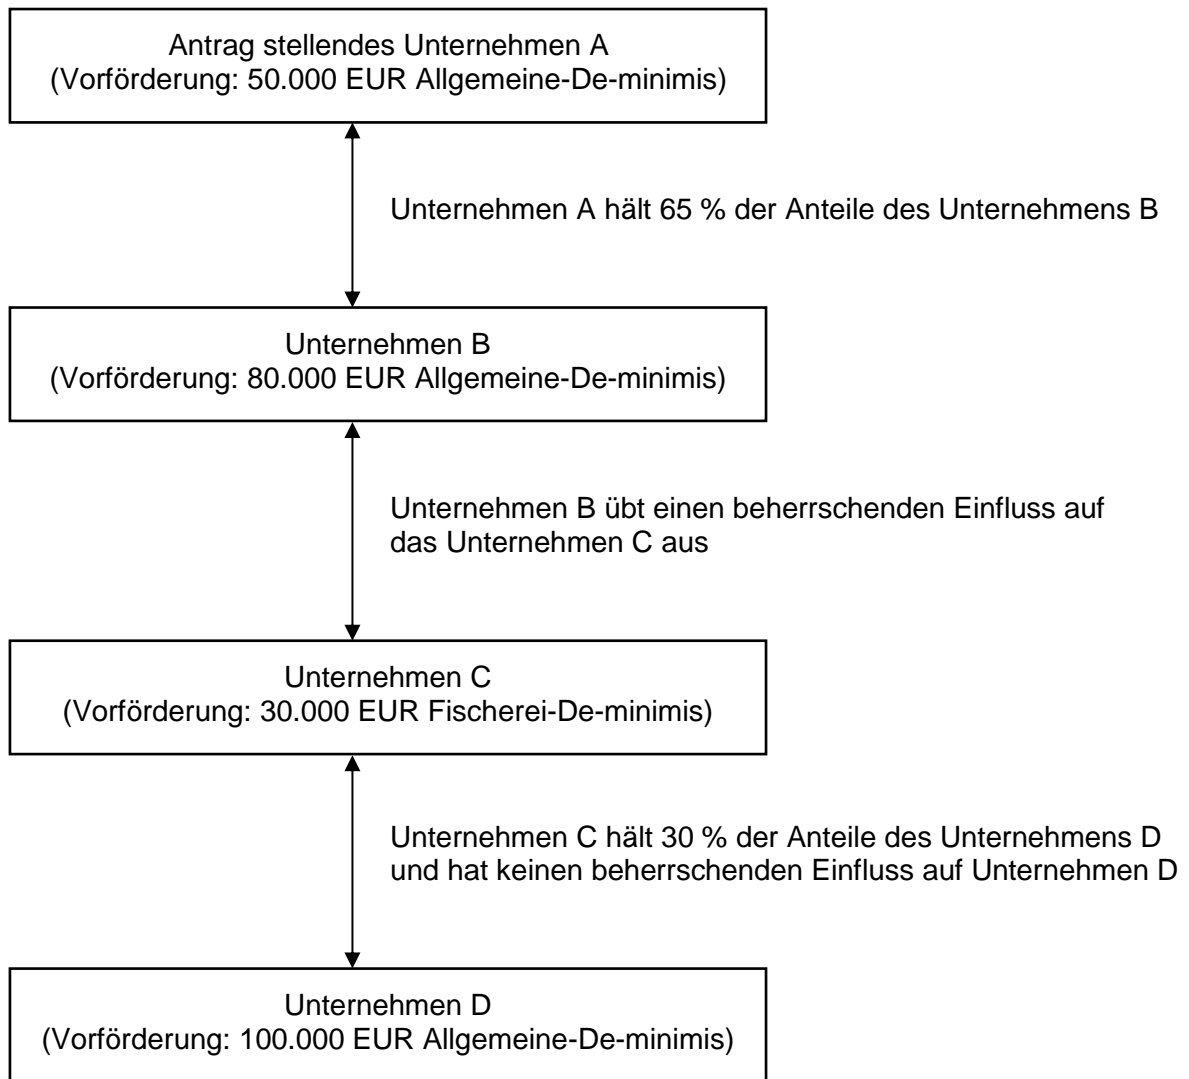 Antrag stellendes Unternehmen A
(Vorförderung: 50.000 EUR Allgemeine-De-minimis)
Unternehmen A hält 65 % der Anteile des Unternehmens B
Unternehmen B
(Vorförderung: 80.000 EUR Allgemeine-De-minimis)
Unternehmen B übt einen beherrschenden Einfluss auf
das Unternehmen C aus
Unternehmen C
(Vorförderung: 30.000 EUR Fischerei-De-minimis)
Unternehmen C hält 30 % der Anteile des Unternehmens D
und hat keinen beherrschenden Einfluss auf Unternehmen D
Unternehmen D
(Vorförderung: 100.000 EUR Allgemeine-De-minimis)